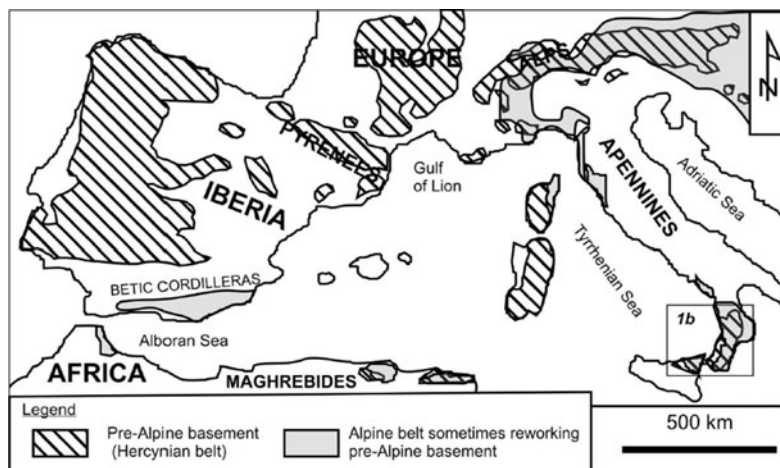 EUROPE
ALPS
N
PYRENEES
Gulf
of Lion
IBERIA
APENNINES
Adriatic Sea
Tyrrhenian Sea
BETIC CORDILLERAS
1b
Alboran Sea
AFRICA
MAGHREBIDES
Legend
Pre-Alpine basement
(Hercynian belt)
Alpine belt sometimes reworking
pre-Alpine basement
500 km